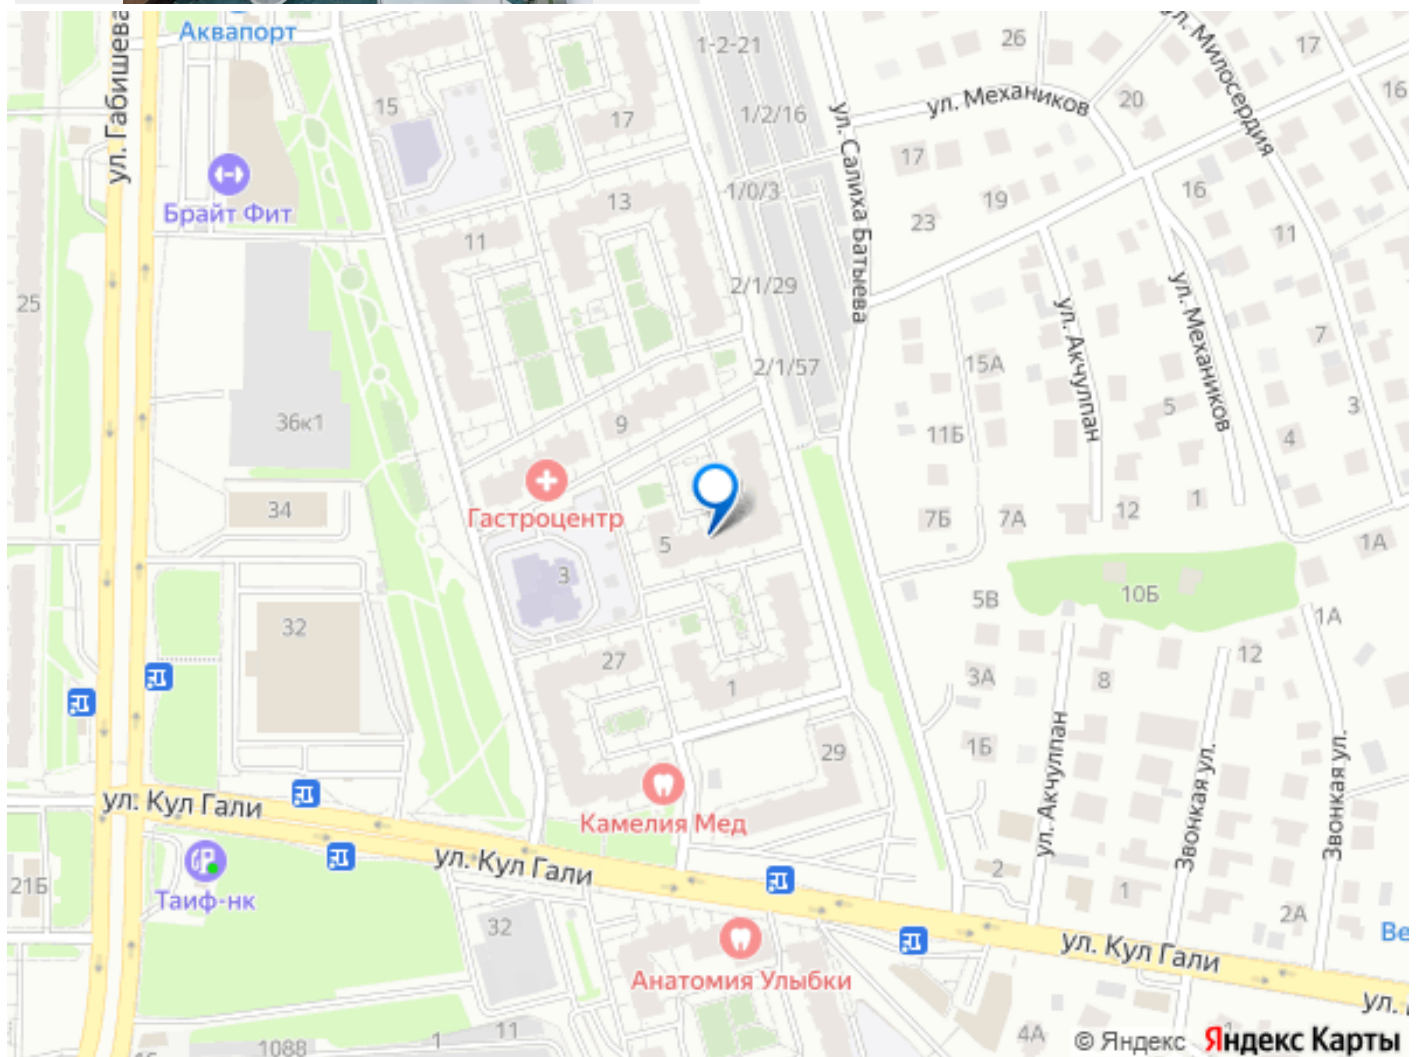 Аквапорт
1-2-21
26
ул. Милосердия
17
ул. Габишева
15
17
1/2/16
ул. Механиков
20
16
Брайт Фит
13
1/0/3
ул. Салиха Батыева
17
19
23
16
11
11
25
2/1/29
ул. Акчулпан
ул. Механиков
7
2/1/57
15А
36к1
9
11Б
5
3
4
Гастроцентр
34
5
7Б
7А
12
1
1А
3
5В
10Б
1А
32
27
1
3А
8
12
1Б
29
ул. Акчулпан
Звонкая ул.
Звонкая ул.
ул. Кул Гали
Камелия Мед
ул. Кул Гали
2
1
21Б
Таиф-нк
32
2А
Ве
ул. Кул Гали
Анатомия Улыбки
ул.
1088
1
11
4А
© Яндекс Яндекс Карты